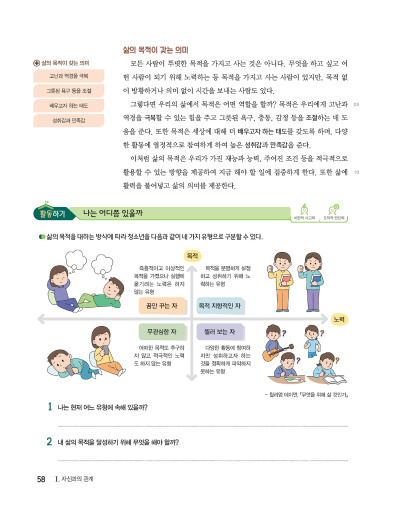 삶의 목적이 갖는 의미
삶의 목적이 갖는 의미
고난과 역경을 극복
그릇된 욕구 등을 조절
배우고자 하는 태도
성취감과 만족감
모든 사람이 뚜렷한 목적을 가지고 사는 것은 아니다. 무엇을 하고 싶고 어
떤 사람이 되기 위해 노력하는 등 목적을 가지고 사는 사람이 있지만, 목적 없
이 방황하거나 의미 없이 시간을 보내는 사람도 있다.
그렇다면 우리의 삶에서 목적은 어떤 역할을 할까? 목적은 우리에게 고난과
역경을 극복할 수 있는 힘을 주고 그릇된 욕구, 충동, 감정 등을 조절하는 데 도
움을 준다. 또한 목적은 세상에 대해 더 배우고자 하는 태도를 갖도록 하며, 다양
한 활동에 열정적으로 참여하게 하여 높은 성취감과 만족감을 준다.
이처럼 삶의 목적은 우리가 가진 재능과 능력, 주어진 조건 등을 적극적으로
활용할 수 있는 방향을 제공하여 지금 해야 할 일에 집중하게 한다. 또한 삶에
활력을 불어넣고 삶의 의미를 제공한다.
05
10
활동하기
나는 어디쯤 있을까
삶의 목적을 대하는 방식에 따라 청소년을 다음과 같이 네 가지 유형으로 구분할 수 있다.
목적
즉흥적이고 이상적인
목적을 가졌으나 실행에
옮기려는 노력은 하지
않는 유형
꿈만 꾸는 자
목적을 분명하게 설정
하고 성취하기 위해 노
력하는 유형
목적 지향적인 자
노력
무관심한 자
어떠한 목적도 추구하
지 않고 적극적인 노력
도 하지 않는 유형
찔러 보는 자
다양한 활동에 참여하
지만 성취하고자 하는
것을 정확하게 파악하지
못하는 유형
- 윌리엄 데이먼, 「무엇을 위해 살 것인가」
1 나는 현재 어느 유형에 속해 있을까?
2 내 삶의 목적을 달성하기 위해 무엇을 해야 할까?
58 Ⅰ. 자신과의 관계